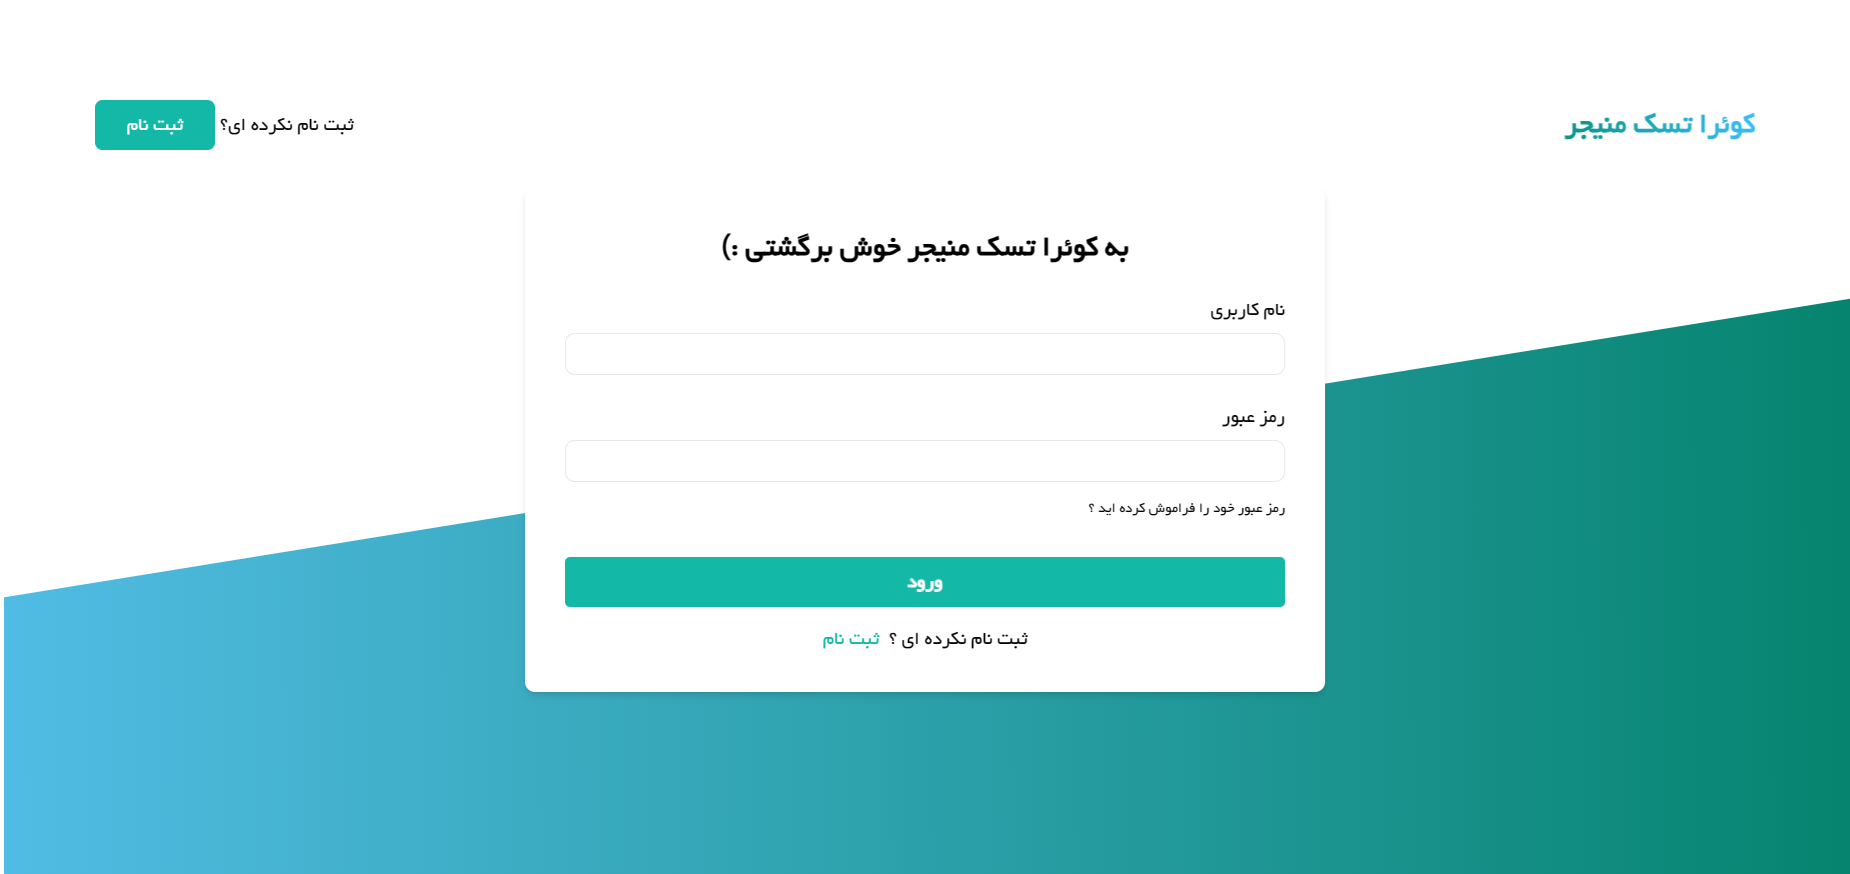 کوئرا تسک منیجر
ثبت نام نکرده ای؟ ثبت نام
به کوئرا تسک منیجر خوش برگشتی :)
نام کاربری
رمز عبور
رمز عبور خود را فراموش کرده اید ؟
ورود
ثبت نام نکرده ای ؟ ثبت نام